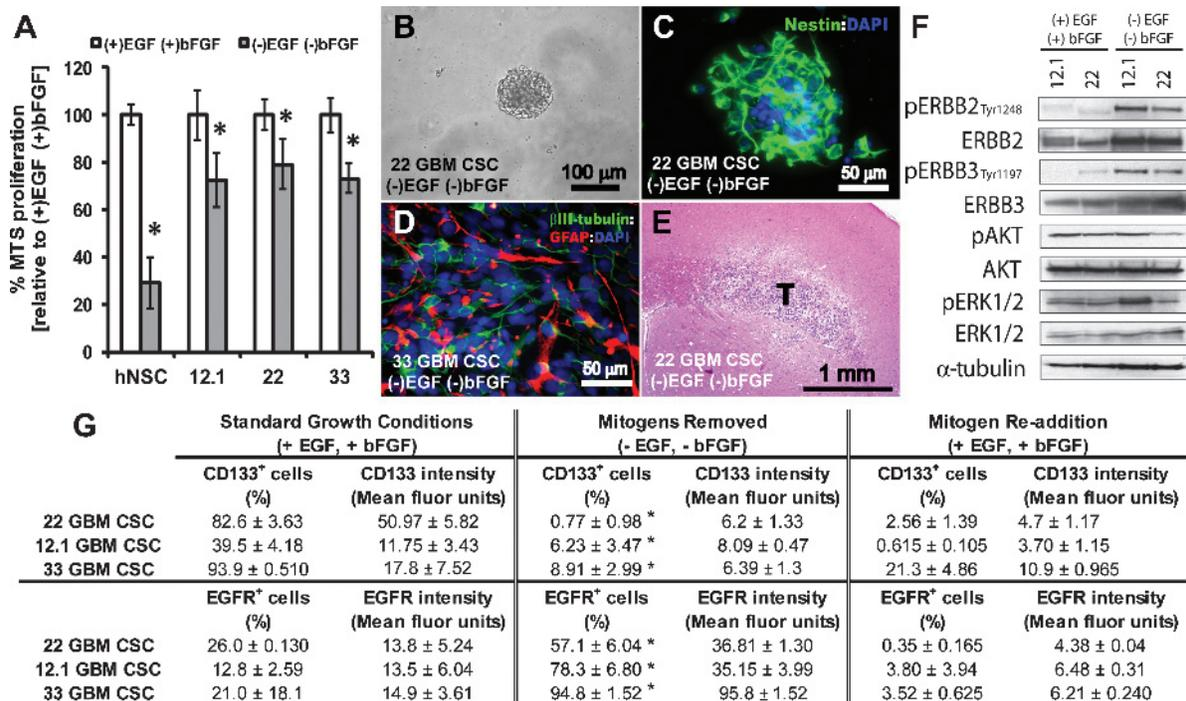 A
(+)EGF (+)bFGF
(-)EGF (-)bFGF
% MTS proliferation
[relative to (+)EGF (+)bFGF]
120
100
80
60
40
20
0
*
*
*
*
hNSC 12.1 22 33
B
22 GBM CSC
(-)EGF (-)bFGF
100 µm
C
Nestin:DAPI
22 GBM CSC
(-)EGF (-)bFGF
50 µm
D
βIII-tubulin:
GFAP:DAPI
33 GBM CSC
(-)EGF (-)bFGF
50 µm
E
T
22 GBM CSC
(-)EGF (-)bFGF
1 mm
F
(+) EGF (-) EGF
(+) bFGF (-) bFGF
12.1 22 12.1 22
pERBB2Tyr1248
ERBB2
pERBB3Tyr1197
ERBB3
pAKT
AKT
pERK1/2
ERK1/2
α-tubulin
G
Standard Growth Conditions Mitogens Removed Mitogen Re-addition
(+ EGF, + bFGF) (- EGF, - bFGF) (+ EGF, + bFGF)
CD133+ cells CD133 intensity CD133+ cells CD133 intensity CD133+ cells CD133 intensity
(%) (Mean fluor units) (%) (Mean fluor units) (%) (Mean fluor units)
22 GBM CSC 82.6 ± 3.63 50.97 ± 5.82 0.77 ± 0.98 * 6.2 ± 1.33 2.56 ± 1.39 4.7 ± 1.17
12.1 GBM CSC 39.5 ± 4.18 11.75 ± 3.43 6.23 ± 3.47 * 8.09 ± 0.47 0.615 ± 0.105 3.70 ± 1.15
33 GBM CSC 93.9 ± 0.510 17.8 ± 7.52 8.91 ± 2.99 * 6.39 ± 1.3 21.3 ± 4.86 10.9 ± 0.965
EGFR+ cells EGFR intensity EGFR+ cells EGFR intensity EGFR+ cells EGFR intensity
(%) (Mean fluor units) (%) (Mean fluor units) (%) (Mean fluor units)
22 GBM CSC 26.0 ± 0.130 13.8 ± 5.24 57.1 ± 6.04 * 36.81 ± 1.30 0.35 ± 0.165 4.38 ± 0.04
12.1 GBM CSC 12.8 ± 2.59 13.5 ± 6.04 78.3 ± 6.80 * 35.15 ± 3.99 3.80 ± 3.94 6.48 ± 0.31
33 GBM CSC 21.0 ± 18.1 14.9 ± 3.61 94.8 ± 1.52 * 95.8 ± 1.52 3.52 ± 0.625 6.21 ± 0.240